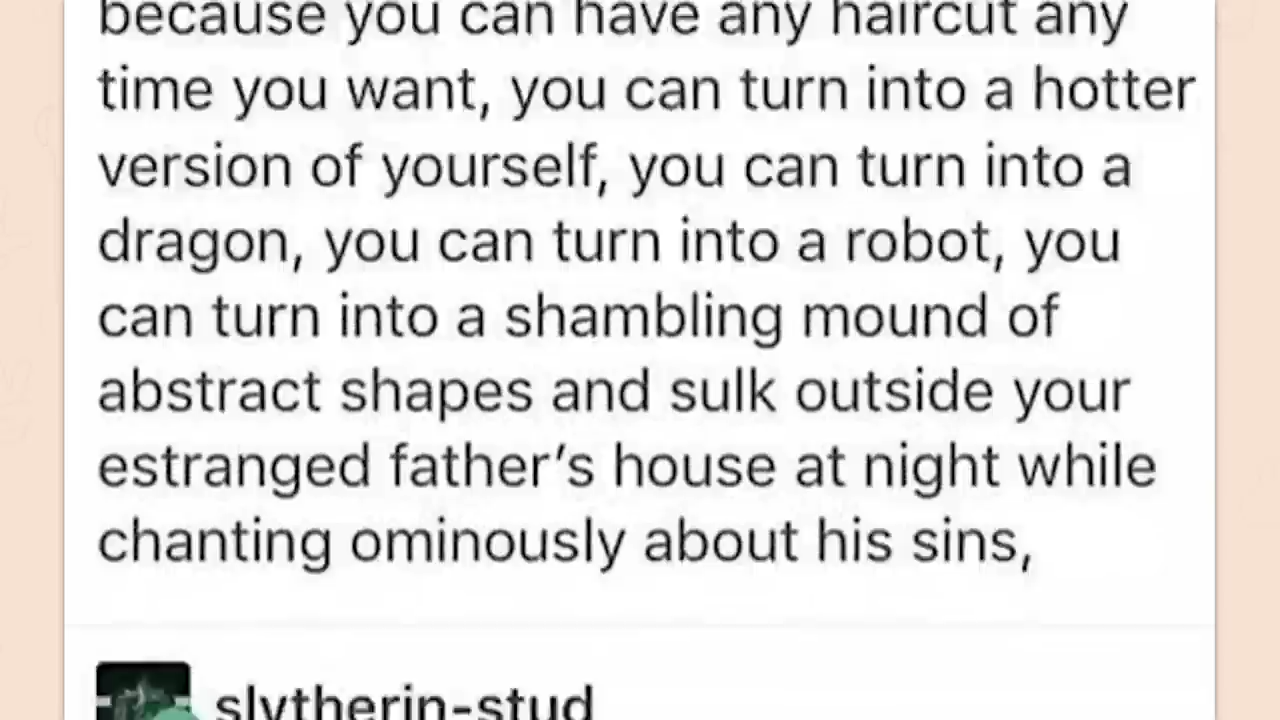 because you can have any haircut any
time you want, you can turn into a hotter
version of yourself, you can turn into a
dragon, you can turn into a robot, you
can turn into a shambling mound of
abstract shapes and sulk outside your
estranged father’s house at night while
chanting ominously about his sins,
slytherin-stud